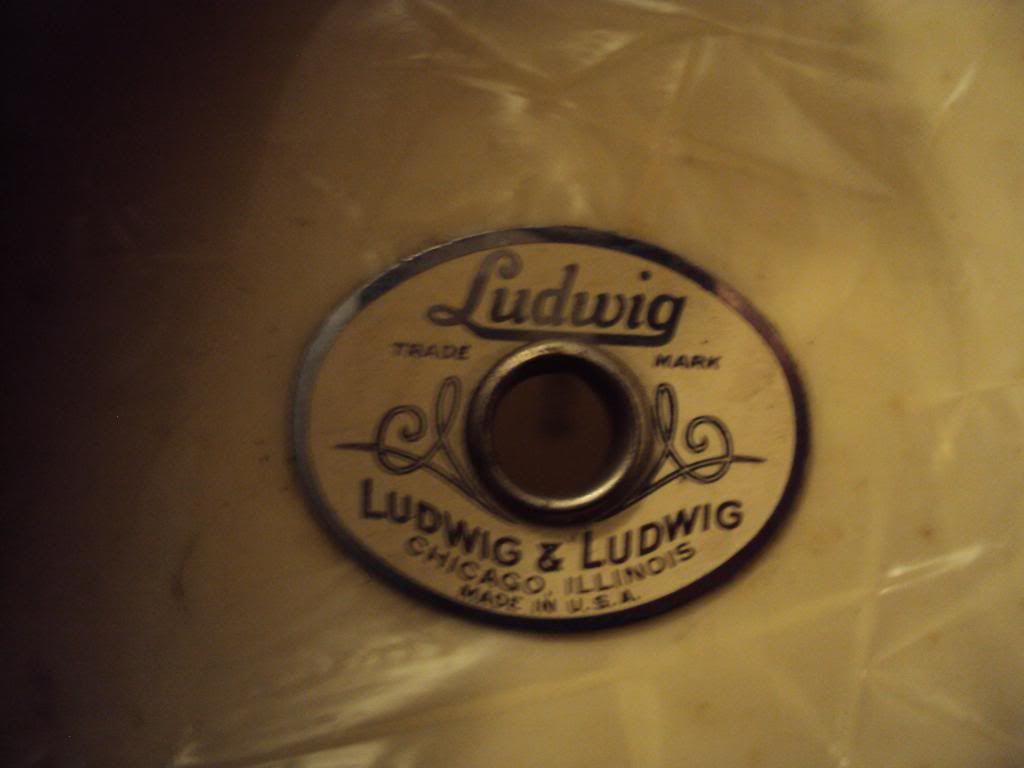 Ludwig
TRADE MARK
LUDWIG & LUDWIG
CHICAGO, ILLINOIS
MADE IN U.S.A.